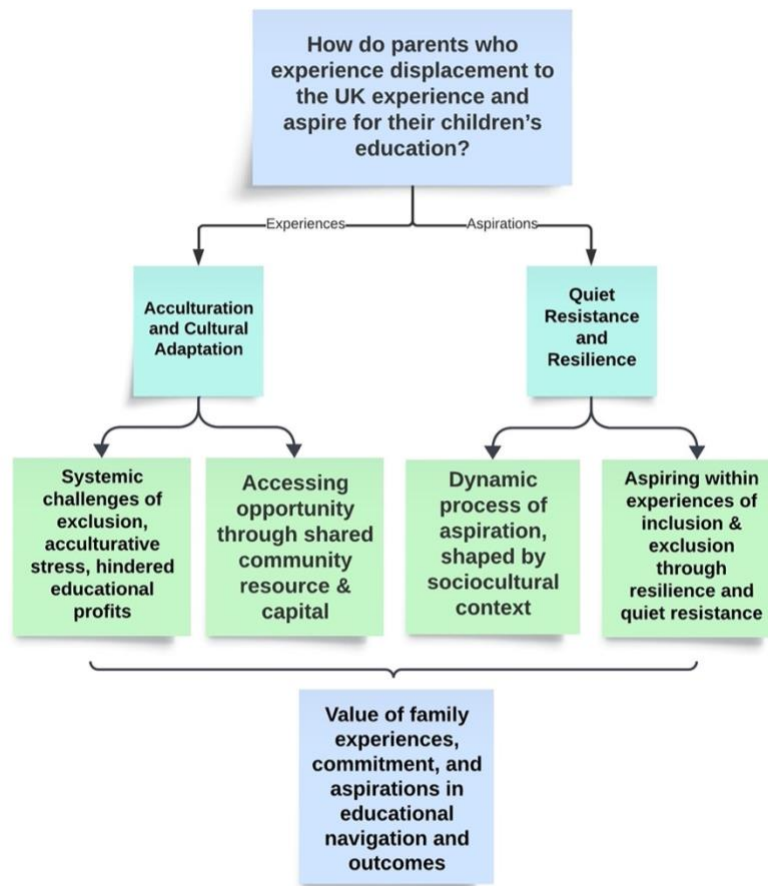 How do parents who
experience displacement to
the UK experience and
aspire for their children’s
education?
Experiences
Aspirations
Acculturation
and Cultural
Adaptation
Quiet
Resistance
and
Resilience
Systemic
challenges of
exclusion,
acculturative
stress, hindered
educational
profits
Accessing
opportunity
through shared
community
resource &
capital
Dynamic
process of
aspiration,
shaped by
sociocultural
context
Aspiring within
experiences of
inclusion &
exclusion
through
resilience and
quiet resistance
Value of family
experiences,
commitment, and
aspirations in
educational
navigation and
outcomes